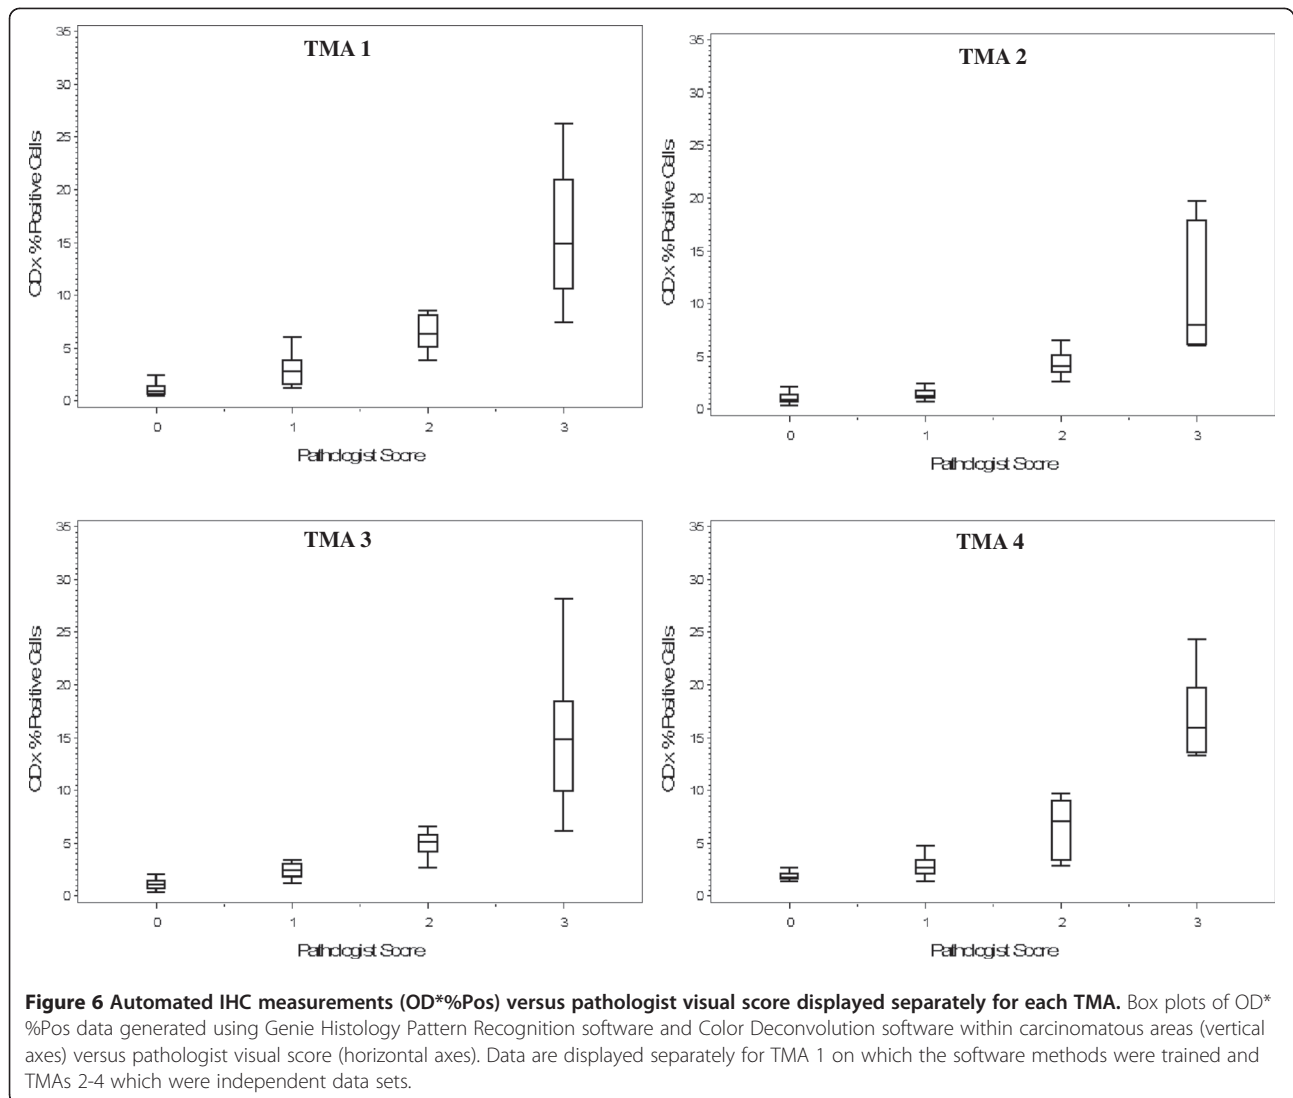 TMA 1
35
30
25
20
15
10
5
0
OD x % Positive Cells
0 1 2 3
Pathologist Score
TMA 2
35
30
25
20
15
10
5
0
OD x % Positive Cells
0 1 2 3
Pathologist Score
TMA 3
35
30
25
20
15
10
5
0
OD x % Positive Cells
0 1 2 3
Pathologist Score
TMA 4
35
30
25
20
15
10
5
0
OD x % Positive Cells
0 1 2 3
Pathologist Score
Figure 6 Automated IHC measurements (OD*%Pos) versus pathologist visual score displayed separately for each TMA. Box plots of OD*
%Pos data generated using Genie Histology Pattern Recognition software and Color Deconvolution software within carcinomatous areas (vertical
axes) versus pathologist visual score (horizontal axes). Data are displayed separately for TMA 1 on which the software methods were trained and
TMAs 2-4 which were independent data sets.